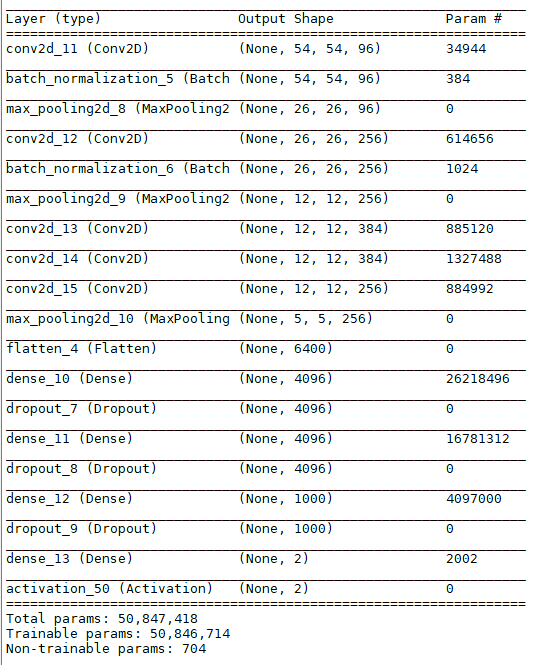 Layer (type) Output Shape Param #
conv2d_11 (Conv2D) (None, 54, 54, 96) 34944
batch_normalization_5 (Batch (None, 54, 54, 96) 384
max_pooling2d_8 (MaxPooling2 (None, 26, 26, 96) 0
conv2d_12 (Conv2D) (None, 26, 26, 256) 614656
batch_normalization_6 (Batch (None, 26, 26, 256) 1024
max_pooling2d_9 (MaxPooling2 (None, 12, 12, 256) 0
conv2d_13 (Conv2D) (None, 12, 12, 384) 885120
conv2d_14 (Conv2D) (None, 12, 12, 384) 1327488
conv2d_15 (Conv2D) (None, 12, 12, 256) 884992
max_pooling2d_10 (MaxPooling (None, 5, 5, 256) 0
flatten_4 (Flatten) (None, 6400) 0
dense_10 (Dense) (None, 4096) 26218496
dropout_7 (Dropout) (None, 4096) 0
dense_11 (Dense) (None, 4096) 16781312
dropout_8 (Dropout) (None, 4096) 0
dense_12 (Dense) (None, 1000) 4097000
dropout_9 (Dropout) (None, 1000) 0
dense_13 (Dense) (None, 2) 2002
activation_50 (Activation) (None, 2) 0
Total params: 50,847,418
Trainable params: 50,846,714
Non-trainable params: 704